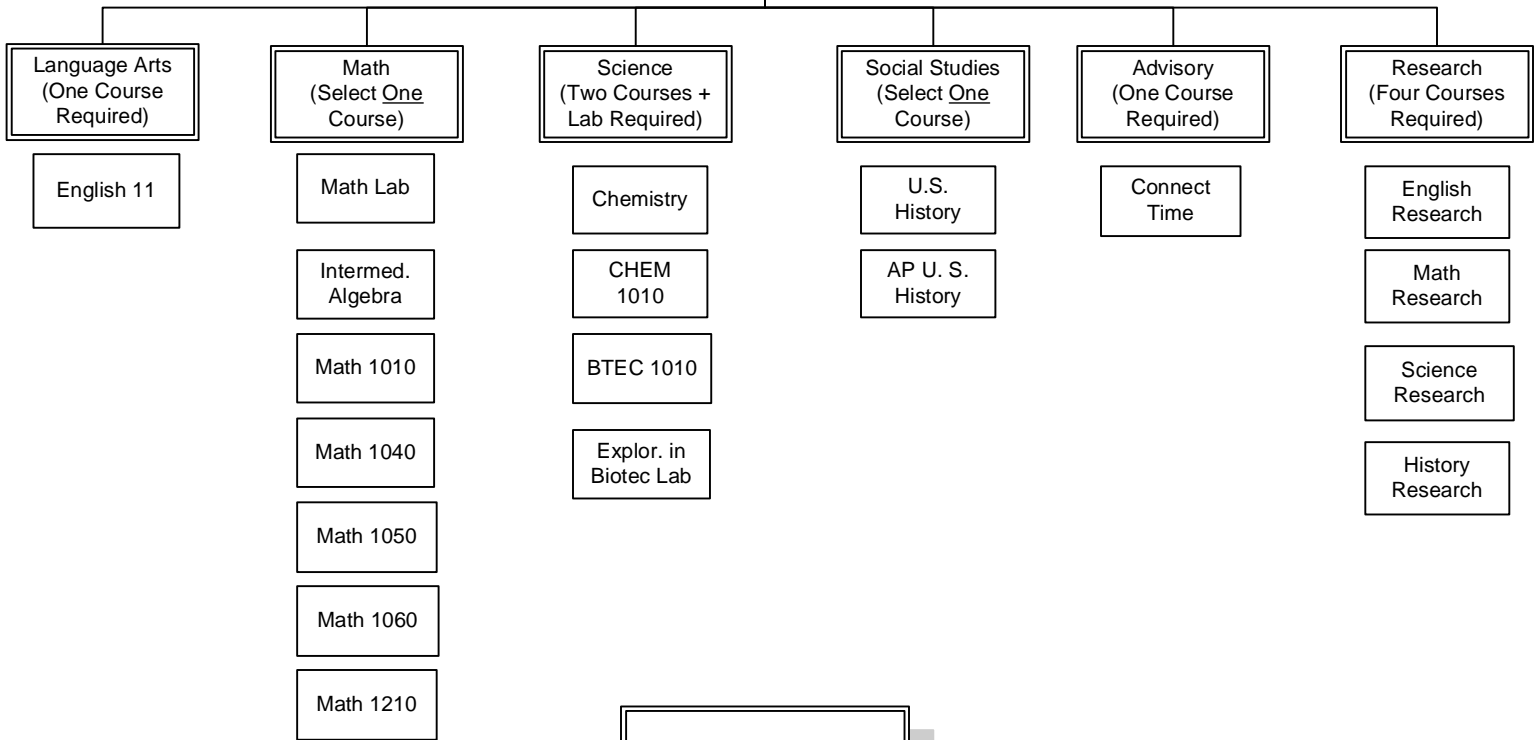 Language Arts
(One Course
Required)
English 11
Math
(Select One
Course)
Math Lab
Intermed.
Algebra
Math 1010
Math 1040
Math 1050
Math 1060
Math 1210
Science
(Two Courses +
Lab Required)
Chemistry
CHEM
1010
BTEC 1010
Explor. in
Biotec Lab
Social Studies
(Select One
Course)
U.S.
History
AP U. S.
History
Advisory
(One Course
Required)
Connect
Time
Research
(Four Courses
Required)
English
Research
Math
Research
Science
Research
History
Research